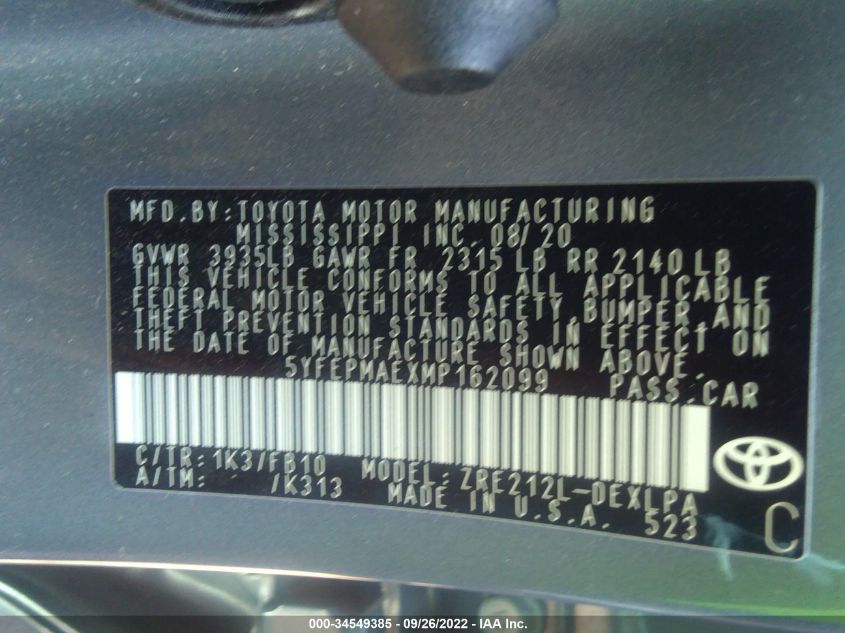 MFD.BY:TOYOTA MOTOR MANUFACTURING
MISSISSIPPI INC. 08/20
GVWR 3935LB GAWR FR 2315 LB RR 2140 LB
THIS VEHICLE CONFORMS TO ALL APPLICABLE
FEDERAL MOTOR VEHICLE SAFETY BUMPER AND
THEFT PREVENTION STANDARDS IN EFFECT ON
THE DATE OF MANUFACTURE SHOWN ABOVE.
5YFEPMAEXMP162099 PASS.CAR
C/TR:1K3/FB10 MODEL:ZRE212L-DEXLPA
A/TM: /K313 MADE IN U.S.A. 523
C
000-34549385 - 09/26/2022 - IAA Inc.